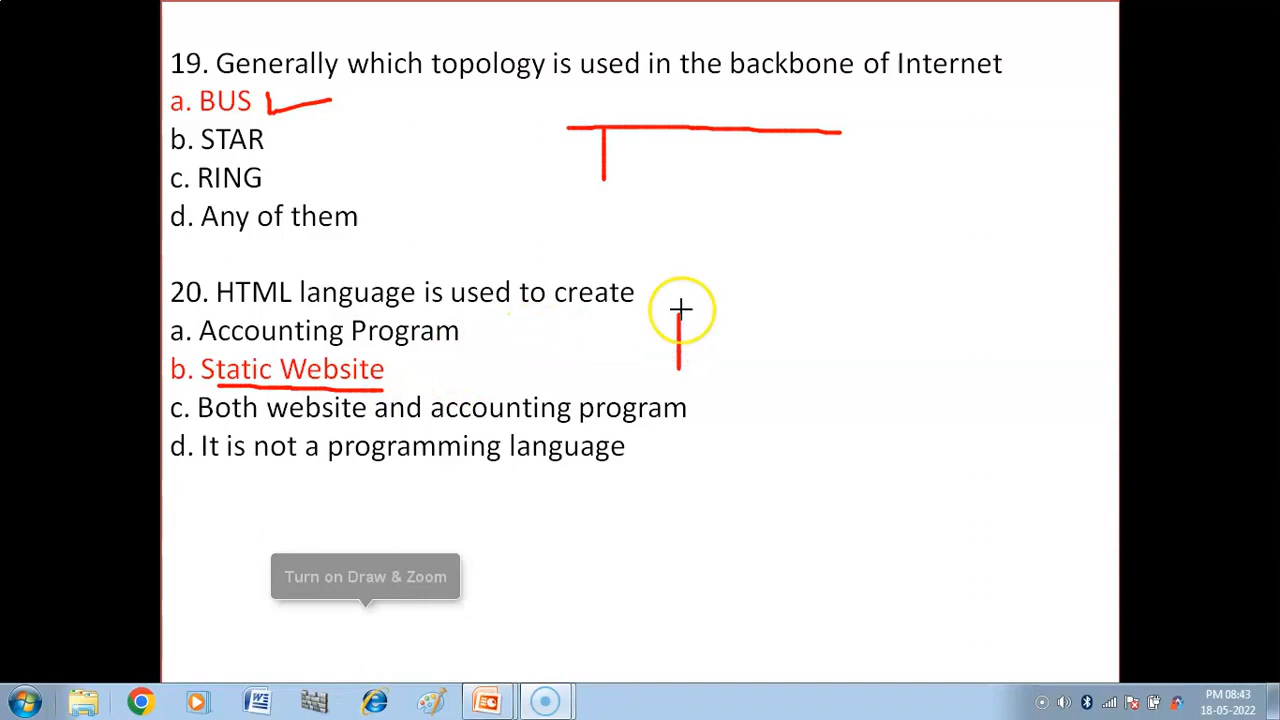 19. Generally which topology is used in the backbone of Internet
a. BUS
b. STAR
c. RING
d. Any of them
20. HTML language is used to create
a. Accounting Program
b. Static Website
c. Both website and accounting program
d. It is not a programming language
Turn on Draw & Zoom
PM 08:43
18-05-2022